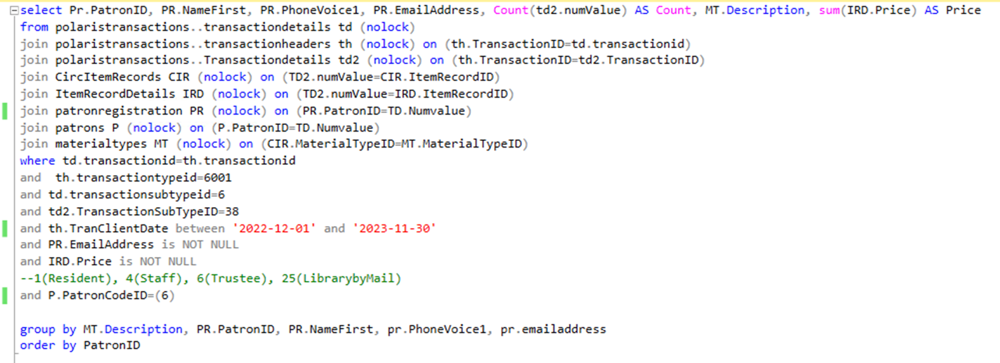 select Pr.PatronID, PR.NameFirst, PR.PhoneVoice1, PR.EmailAddress, Count(td2.numValue) AS Count, MT.Description, sum(IRD.Price) AS Price
from polaristransactions..transactiondetails td (nolock)
join polaristransactions..transactionheaders th (nolock) on (th.TransactionID=td.transactionid)
join polaristransactions..Transactiondetails td2 (nolock) on (th.TransactionID=td2.TransactionID)
join CircItemRecords CIR (nolock) on (TD2.numValue=CIR.ItemRecordID)
join ItemRecordDetails IRD (nolock) on (TD2.numValue=IRD.ItemRecordID)
join patronregistration PR (nolock) on (PR.PatronID=TD.Numvalue)
join patrons P (nolock) on (P.PatronID=TD.Numvalue)
join materialtypes MT (nolock) on (CIR.MaterialTypeID=MT.MaterialTypeID)
where td.transactionid=th.transactionid
and  th.transactiontypeid=6001
and td.transactionsubtypeid=6
and td2.TransactionSubTypeID=38
and th.TranClientDate between '2022-12-01' and '2023-11-30'
and PR.EmailAddress is NOT NULL
and IRD.Price is NOT NULL
--1(Resident), 4(Staff), 6(Trustee), 25(LibrarybyMail)
and P.PatronCodeID=(6)
group by MT.Description, PR.PatronID, PR.NameFirst, pr.PhoneVoice1, pr.emailaddress
order by PatronID